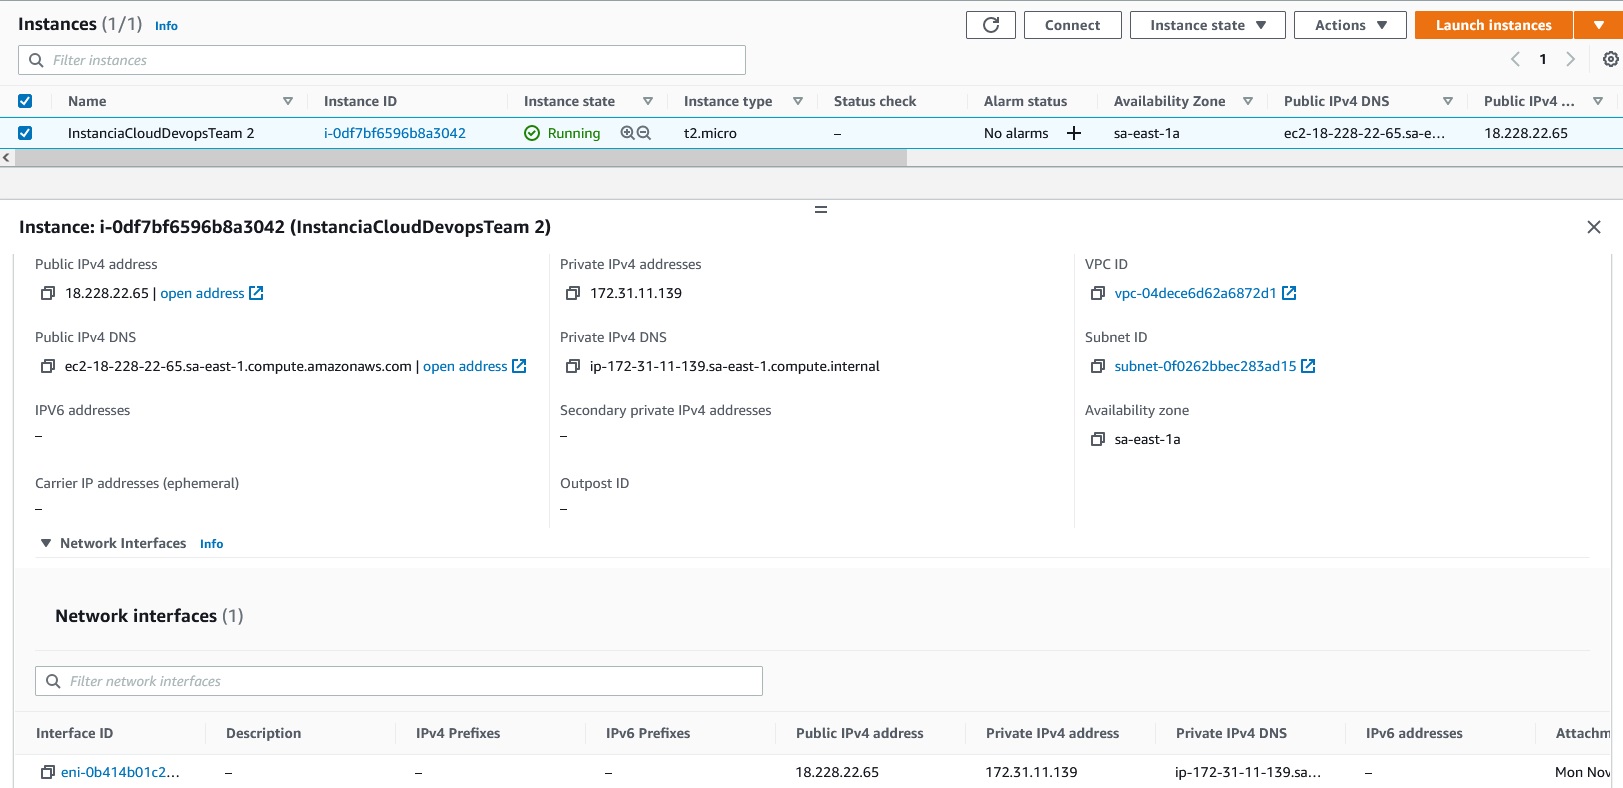 Instances (1/1) Info
Connect Instance state Actions Launch instances
Filter instances
1
Name Instance ID Instance state Instance type Status check Alarm status Availability Zone Public IPv4 DNS Public IPv4 ...
InstanciaCloudDevopsTeam 2 i-0df7bf6596b8a3042 Running t2.micro – No alarms + sa-east-1a ec2-18-228-22-65.sa-e... 18.228.22.65
Instance: i-0df7bf6596b8a3042 (InstanciaCloudDevopsTeam 2)
Public IPv4 address Private IPv4 addresses VPC ID
18.228.22.65 | open address 172.31.11.139 vpc-04dece6d62a6872d1
Public IPv4 DNS Private IPv4 DNS Subnet ID
ec2-18-228-22-65.sa-east-1.compute.amazonaws.com | open address ip-172-31-11-139.sa-east-1.compute.internal subnet-0f0262bbec283ad15
IPV6 addresses Secondary private IPv4 addresses Availability zone
– – sa-east-1a
Carrier IP addresses (ephemeral) Outpost ID
– –
Network Interfaces Info
Network interfaces (1)
Filter network interfaces
Interface ID Description IPv4 Prefixes IPv6 Prefixes Public IPv4 address Private IPv4 address Private IPv4 DNS IPv6 addresses Attachm
eni-0b414b01c2... – – – 18.228.22.65 172.31.11.139 ip-172-31-11-139.sa... – Mon Nov